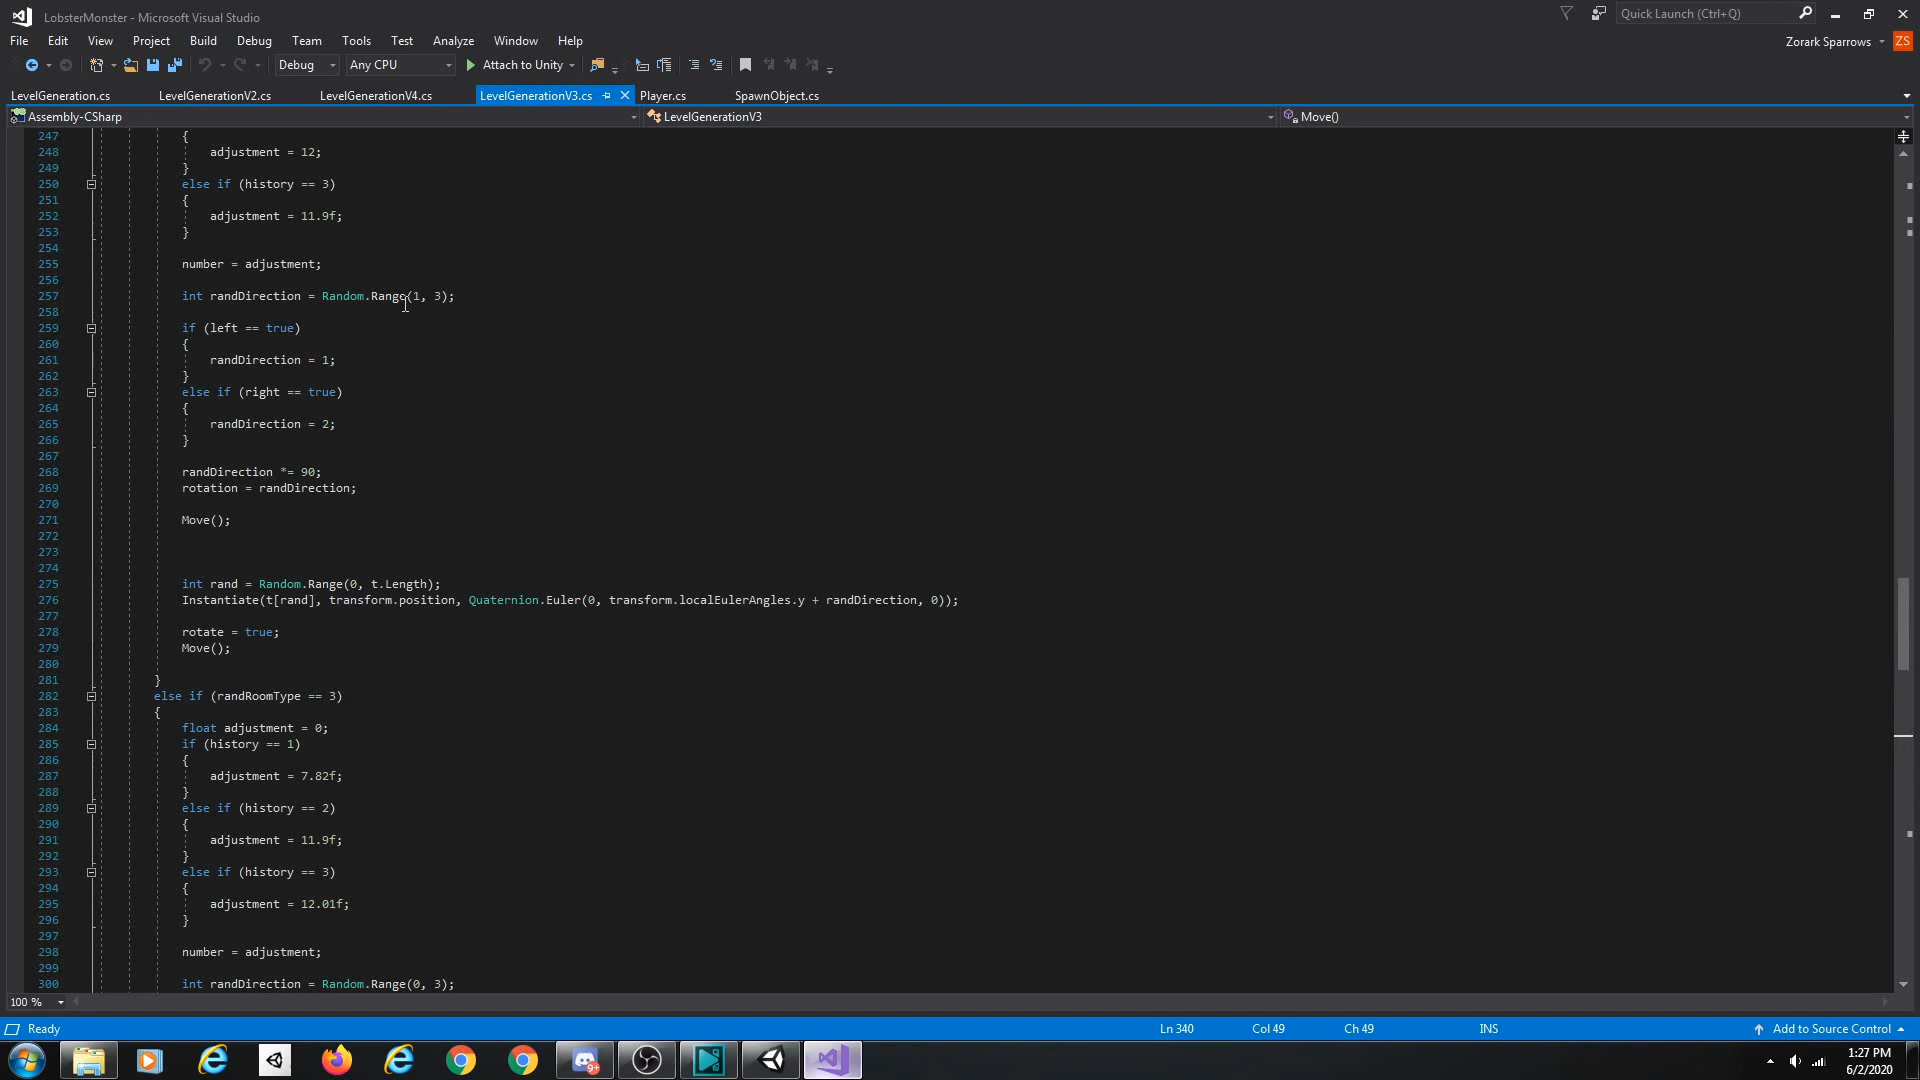 LobsterMonster - Microsoft Visual Studio
Quick Launch (Ctrl+Q)
File Edit View Project Build Debug Team Tools Test Analyze Window Help
Zorark Sparrows ZS
Debug Any CPU Attach to Unity
LevelGeneration.cs LevelGenerationV2.cs LevelGenerationV4.cs LevelGenerationV3.cs Player.cs SpawnObject.cs
Assembly-CSharp LevelGenerationV3 Move()
247 {
248 adjustment = 12;
249 }
250 else if (history == 3)
251 {
252 adjustment = 11.9f;
253 }
254
255 number = adjustment;
256
257 int randDirection = Random.Range(1, 3);
258
259 if (left == true)
260 {
261 randDirection = 1;
262 }
263 else if (right == true)
264 {
265 randDirection = 2;
266 }
267
268 randDirection *= 90;
269 rotation = randDirection;
270
271 Move();
272
273
274
275 int rand = Random.Range(0, t.Length);
276 Instantiate(t[rand], transform.position, Quaternion.Euler(0, transform.localEulerAngles.y + randDirection, 0));
277
278 rotate = true;
279 Move();
280
281 }
282 else if (randRoomType == 3)
283 {
284 float adjustment = 0;
285 if (history == 1)
286 {
287 adjustment = 7.82f;
288 }
289 else if (history == 2)
290 {
291 adjustment = 11.9f;
292 }
293 else if (history == 3)
294 {
295 adjustment = 12.01f;
296 }
297
298 number = adjustment;
299
300 int randDirection = Random.Range(0, 3);
100 %
Ready Ln 340 Col 49 Ch 49 INS Add to Source Control
9+
1:27 PM
6/2/2020